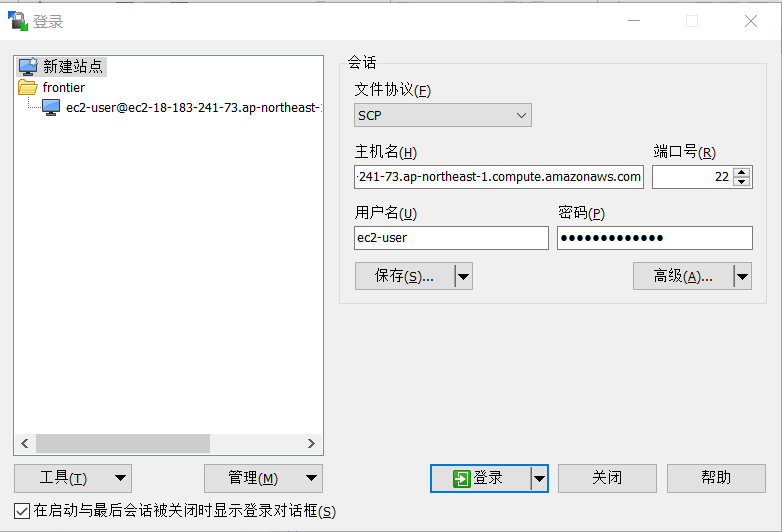 登录
新建站点
frontier
ec2-user@ec2-18-183-241-73.ap-northeast-
会话
文件协议(F)
SCP
主机名(H)
端口号(R)
-241-73.ap-northeast-1.compute.amazonaws.com
22
用户名(U)
密码(P)
ec2-user
●●●●●●●●●●●●●
保存(S)...
高级(A)...
工具(T)
管理(M)
登录
关闭
帮助
在启动与最后会话被关闭时显示登录对话框(S)